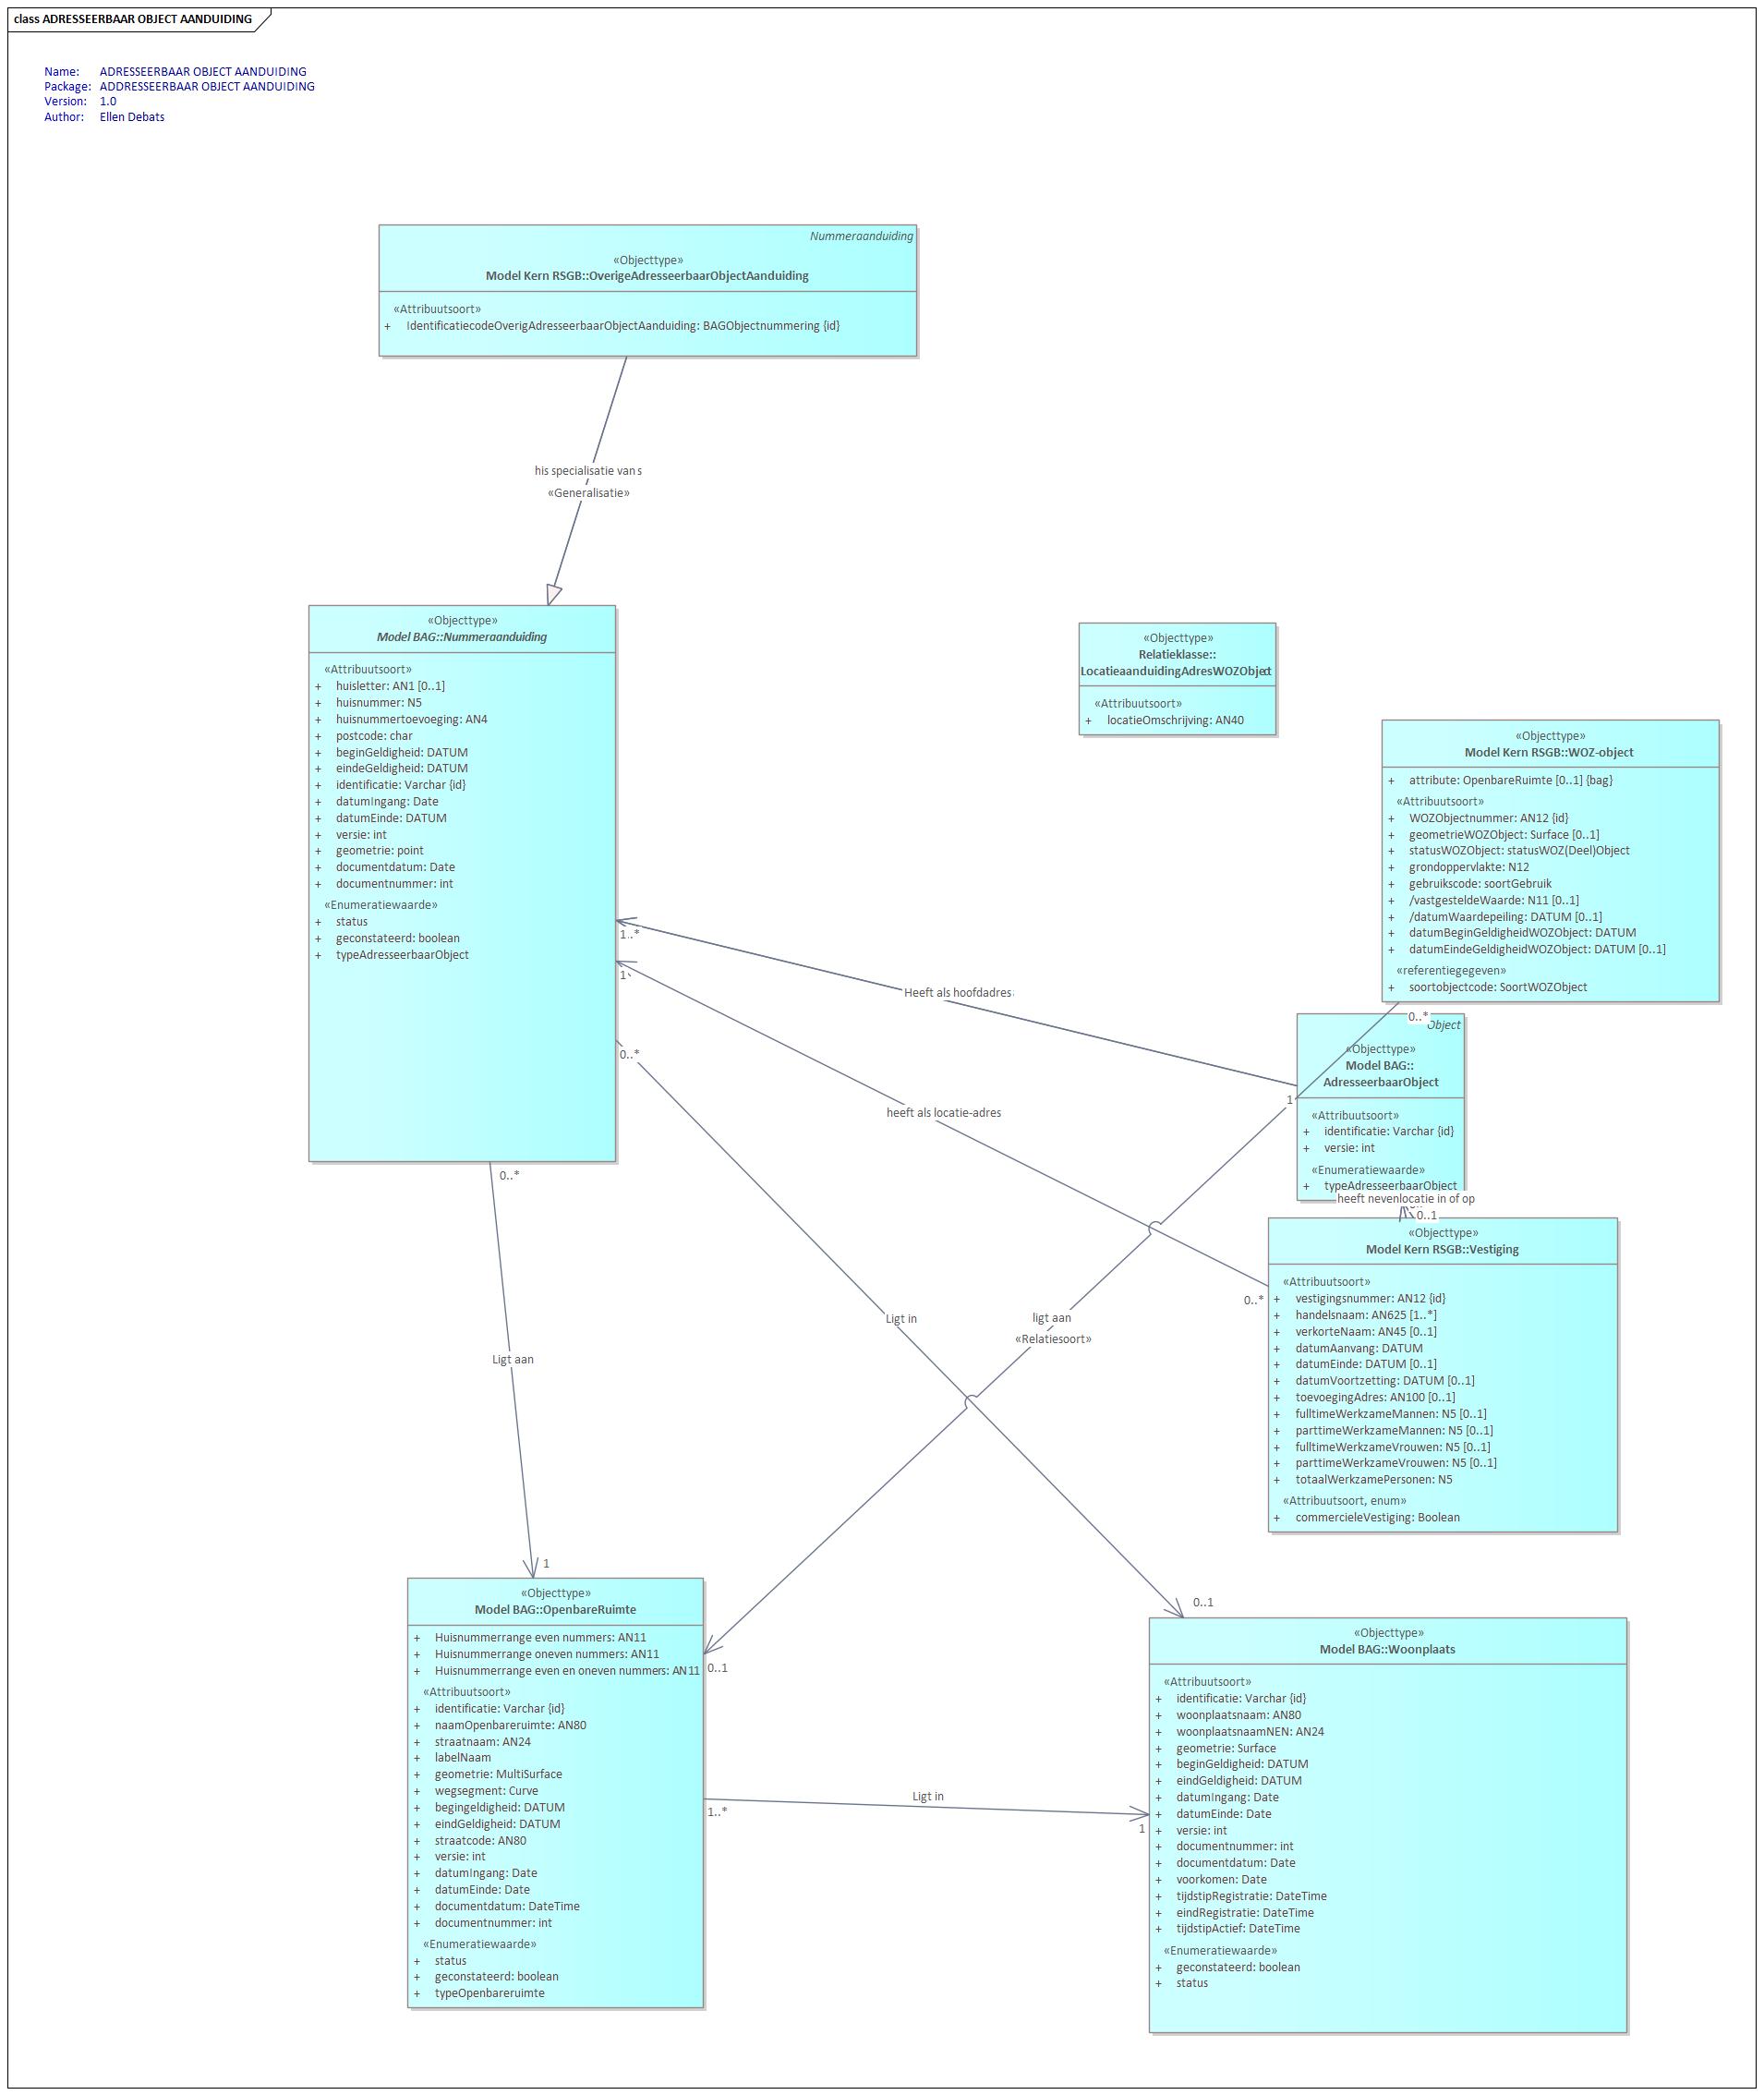 class ADRESSEERBAAR OBJECT AANDUIDING
Name: ADRESSEERBAAR OBJECT AANDUIDING
Package: ADDRESSEERBAAR OBJECT AANDUIDING
Version: 1.0
Author: Ellen Debats
Nummeraanduiding
«Objecttype»
Model Kern RSGB::OverigeAdresseerbaarObjectAanduiding
«Attribuutsoort»
+ IdentificatiecodeOverigAdresseerbaarObjectAanduiding: BAGObjectnummering {id}
his specialisatie van s
«Generalisatie»
«Objecttype»
Model BAG::Nummeraanduiding
«Attribuutsoort»
+ huisletter: AN1 [0..1]
+ huisnummer: N5
+ huisnummertoevoeging: AN4
+ postcode: char
+ beginGeldigheid: DATUM
+ eindeGeldigheid: DATUM
+ identificatie: Varchar {id}
+ datumIngang: Date
+ datumEinde: DATUM
+ versie: int
+ geometrie: point
+ documentdatum: Date
+ documentnummer: int
«Enumeratiewaarde»
+ status
+ geconstateerd: boolean
+ typeAdresseerbaarObject
«Objecttype»
Relatieklasse::
LocatieaanduidingAdresWOZObject
«Attribuutsoort»
+ locatieOmschrijving: AN40
«Objecttype»
Model Kern RSGB::WOZ-object
+ attribute: OpenbareRuimte [0..1] {bag}
«Attribuutsoort»
+ WOZObjectnummer: AN12 {id}
+ geometrieWOZObject: Surface [0..1]
+ statusWOZObject: statusWOZ(Deel)Object
+ grondoppervlakte: N12
+ gebruikscode: soortGebruik
+ /vastgesteldeWaarde: N11 [0..1]
+ /datumWaardepeiling: DATUM [0..1]
+ datumBeginGeldigheidWOZObject: DATUM
+ datumEindeGeldigheidWOZObject: DATUM [0..1]
«referentiegegeven»
+ soortobjectcode: SoortWOZObject
0..*
1..*
1
Heeft als hoofdadres
0..*
heeft als locatie-adres
Object
«Objecttype»
Model BAG::
AdresseerbaarObject
1
«Attribuutsoort»
+ identificatie: Varchar {id}
+ versie: int
«Enumeratiewaarde»
+ typeAdresseerbaarObject
heeft nevenlocatie in of op
0..1
«Objecttype»
Model Kern RSGB::Vestiging
«Attribuutsoort»
0..*
+ vestigingsnummer: AN12 {id}
+ handelsnaam: AN625 [1..*]
+ verkorteNaam: AN45 [0..1]
+ datumAanvang: DATUM
+ datumEinde: DATUM [0..1]
+ datumVoortzetting: DATUM [0..1]
+ toevoegingAdres: AN100 [0..1]
+ fulltimeWerkzameMannen: N5 [0..1]
+ parttimeWerkzameMannen: N5 [0..1]
+ fulltimeWerkzameVrouwen: N5 [0..1]
+ parttimeWerkzameVrouwen: N5 [0..1]
+ totaalWerkzamePersonen: N5
«Attribuutsoort, enum»
+ commercieleVestiging: Boolean
0..*
Ligt in
ligt aan
«Relatiesoort»
Ligt aan
1
0..1
0..1
«Objecttype»
Model BAG::OpenbareRuimte
+ Huisnummerrange even nummers: AN11
+ Huisnummerrange oneven nummers: AN11
+ Huisnummerrange even en oneven nummers: AN11
«Attribuutsoort»
+ identificatie: Varchar {id}
+ naamOpenbareruimte: AN80
+ straatnaam: AN24
+ labelNaam
+ geometrie: MultiSurface
+ wegsegment: Curve
+ begingeldigheid: DATUM
+ eindGeldigheid: DATUM
+ straatcode: AN80
+ versie: int
+ datumIngang: Date
+ datumEinde: Date
+ documentdatum: DateTime
+ documentnummer: int
«Enumeratiewaarde»
+ status
+ geconstateerd: boolean
+ typeOpenbareruimte
1..*
Ligt in
1
«Objecttype»
Model BAG::Woonplaats
«Attribuutsoort»
+ identificatie: Varchar {id}
+ woonplaatsnaam: AN80
+ woonplaatsnaamNEN: AN24
+ geometrie: Surface
+ beginGeldigheid: DATUM
+ eindGeldigheid: DATUM
+ datumIngang: Date
+ datumEinde: Date
+ versie: int
+ documentnummer: int
+ documentdatum: Date
+ voorkomen: Date
+ tijdstipRegistratie: DateTime
+ eindRegistratie: DateTime
+ tijdstipActief: DateTime
«Enumeratiewaarde»
+ geconstateerd: boolean
+ status